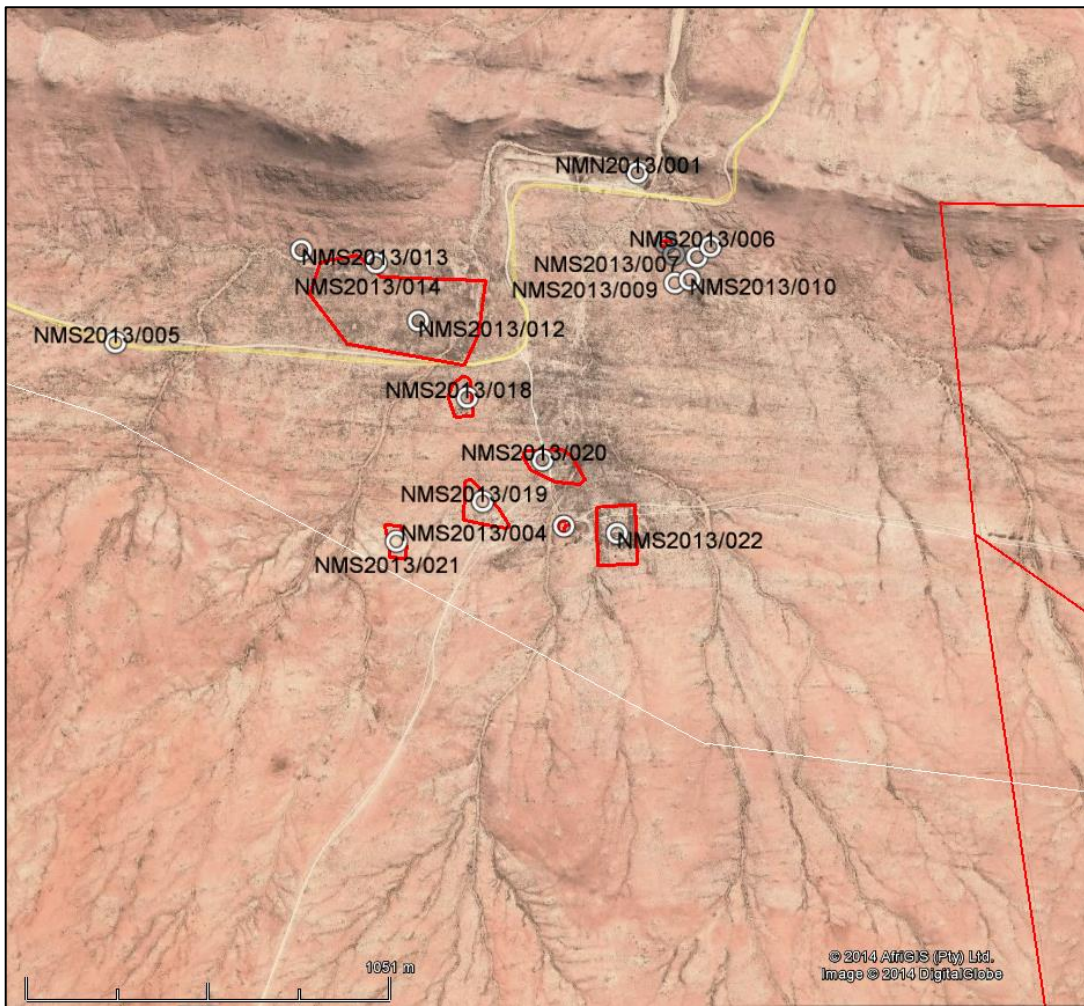 NMN2013/001
NMS2013/006
NMS2013/013
NMS2013/007
NMS2013/014
NMS2013/009
NMS2013/010
NMS2013/012
NMS2013/005
NMS2013/018
NMS2013/020
NMS2013/019
NMS2013/004
NMS2013/022
NMS2013/021
1051 m
© 2014 AfriGIS (Pty) Ltd.
Image © 2014 DigitalGlobe